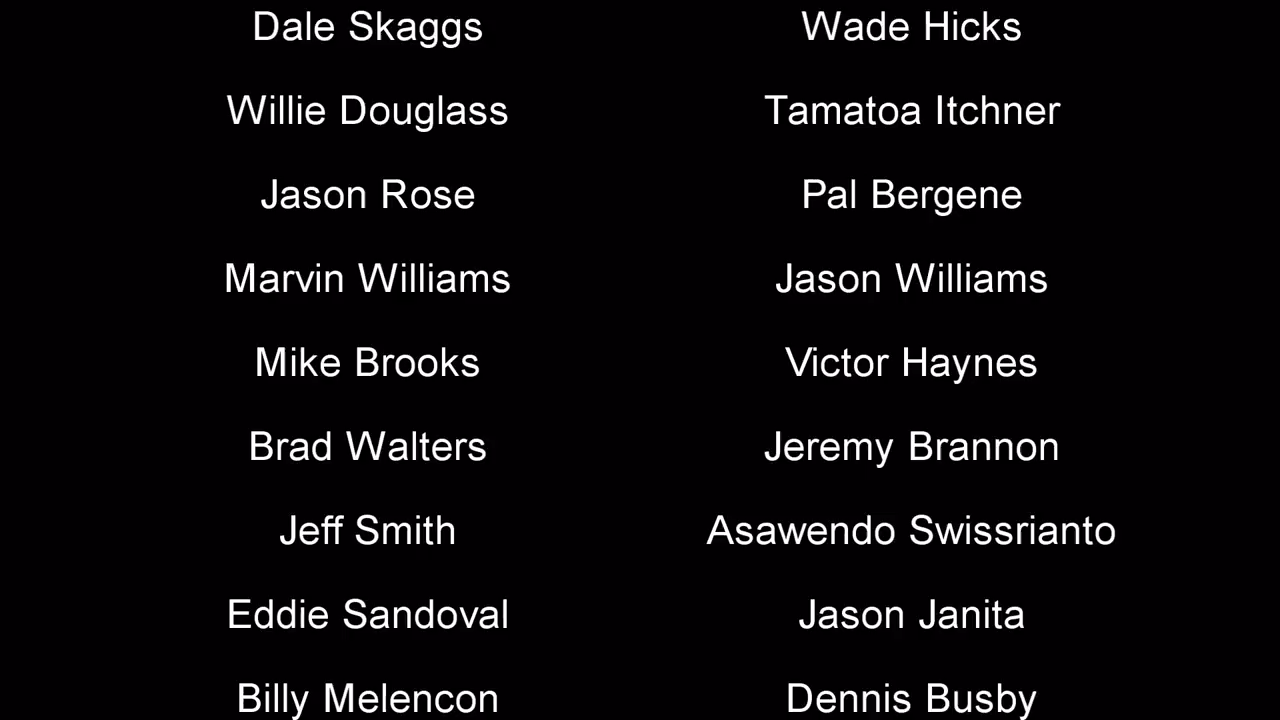 Dale Skaggs Wade Hicks
Willie Douglass Tamatoa Itchner
Jason Rose Pal Bergene
Marvin Williams Jason Williams
Mike Brooks Victor Haynes
Brad Walters Jeremy Brannon
Jeff Smith Asawendo Swissrianto
Eddie Sandoval Jason Janita
Billy Melencon Dennis Busby